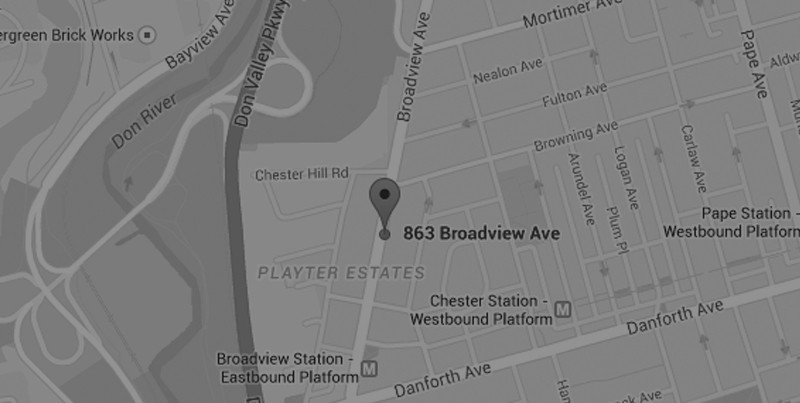 Mortimer Ave
ergreen Brick Works
Bayview Ave
Don Valley Pkwy
Broadview Ave
Pape Ave
Nealon Ave
Aldw
Fulton Ave
Don River
Browning Ave
Chester Hill Rd
Arundel Ave
Logan Ave
Carlaw Ave
Plum Pl
Pape Station -
Westbound Platform
863 Broadview Ave
PLAYTER ESTATES
Chester Station -
Westbound Platform
M
Danforth Ave
Broadview Station -
Eastbound Platform
M
Danforth Ave